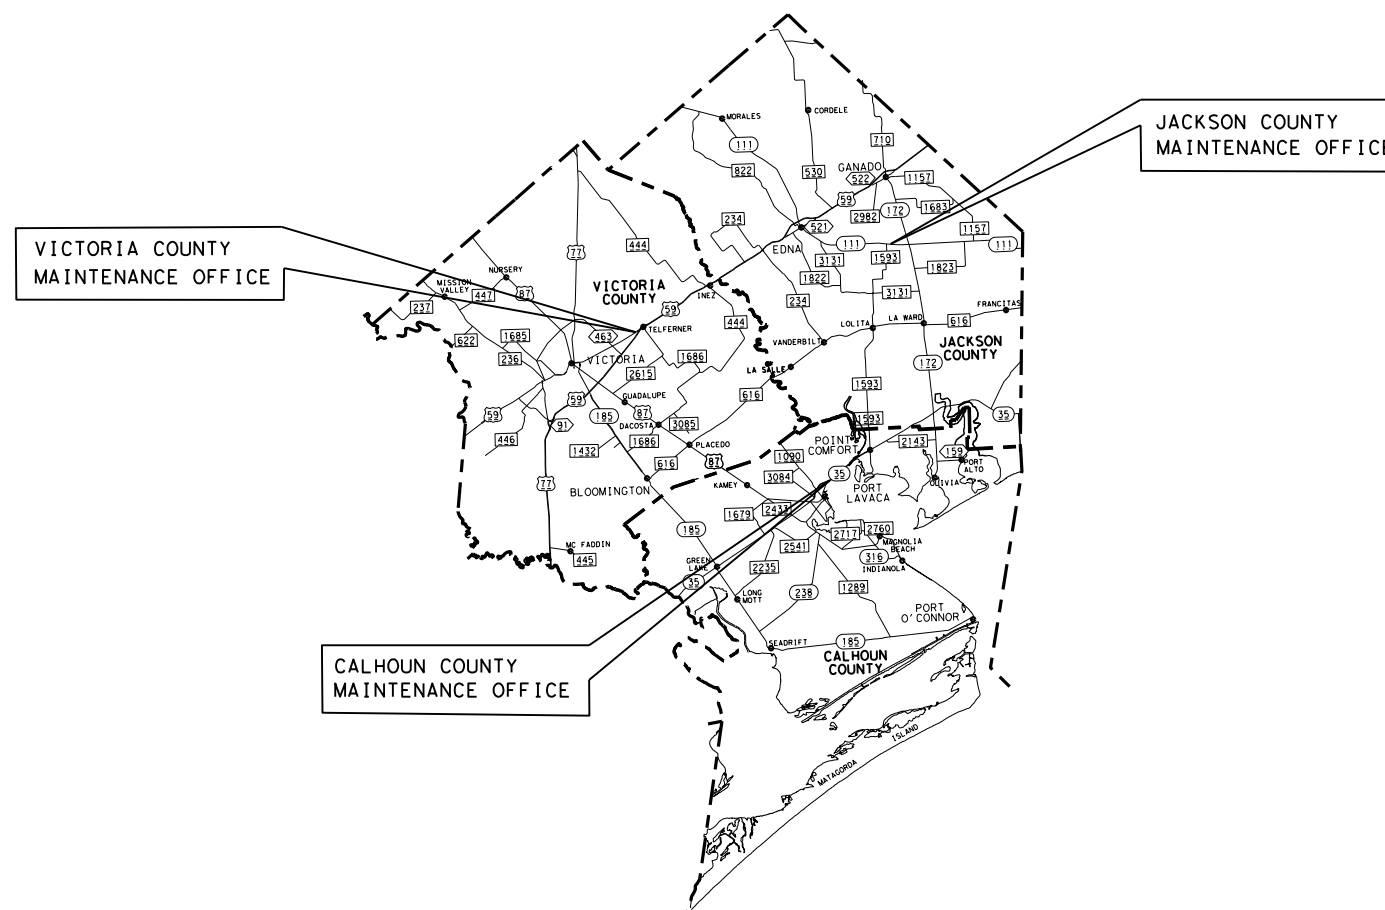 MORALES
CORDELE
111
710
JACKSON COUNTY
MAINTENANCE OFFICE
822
530
GANADO
522
1157
59
1683
2982
172
234
521
1157
VICTORIA COUNTY
MAINTENANCE OFFICE
77
444
EDNA
111
111
3131
1593
1823
NURSERY
MISSION
VALLEY
447
87
VICTORIA
COUNTY
INEZ
1822
3131
234
FRANCITAS
237
59
TELFERNER
444
LOLITA
LA WARD
616
622
1685
463
VANDERBILT
JACKSON
COUNTY
236
VICTORIA
1686
2615
LA SALLE
172
1593
59
GUADALUPE
616
59
185
87
35
91
DACOSTA
3085
1593
446
1432
1686
PLACEDO
POINT
COMFORT
2143
159
616
87
1090
PORT
ALTO
77
BLOOMINGTON
KAMEY
3084
35
PORT
LAVACA
OLIVIA
1679
2433
185
2717
2760
MC FADDIN
445
2541
MAGNOLIA
BEACH
316
INDIANOLA
GREEN
LAKE
2235
35
LONG
MOTT
238
1289
PORT
O'CONNOR
SEADRIFT
185
CALHOUN
COUNTY
CALHOUN COUNTY
MAINTENANCE OFFICE
MATAGORDA
ISLAND